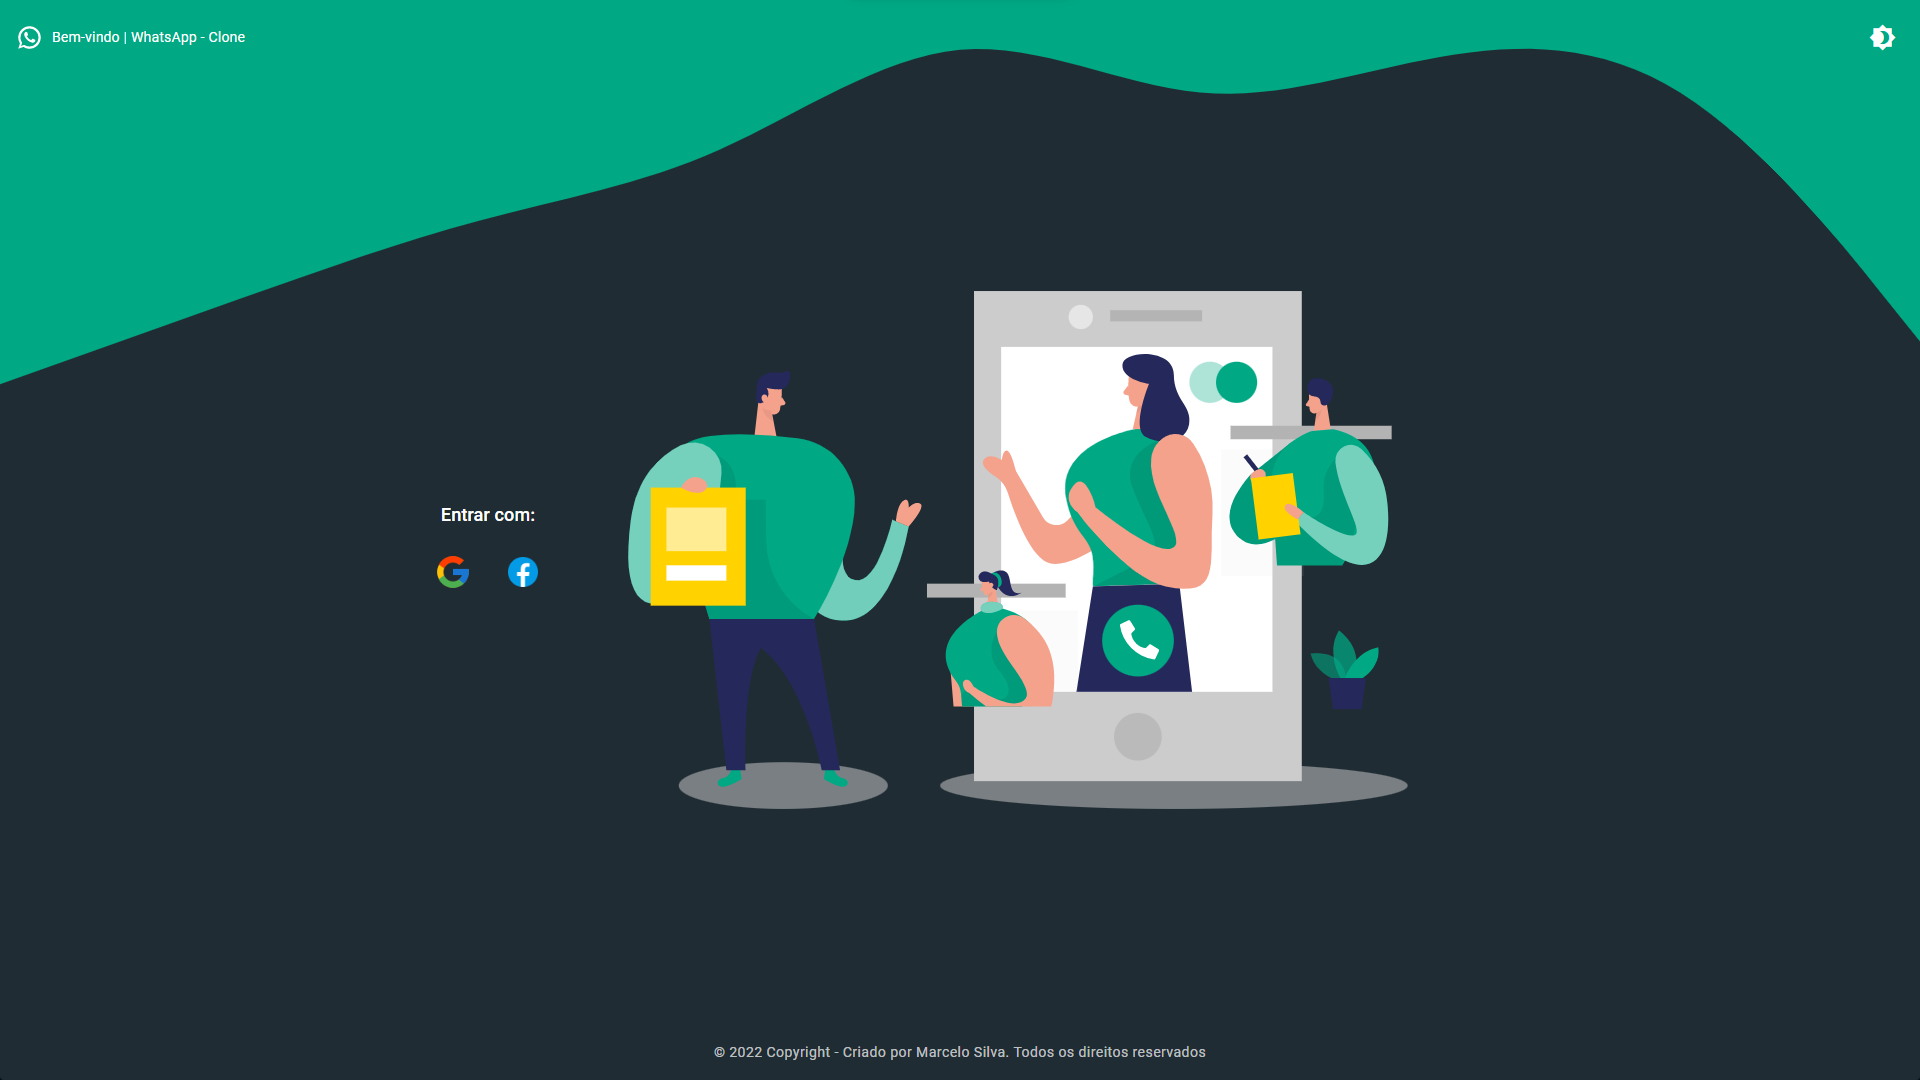 Bem-vindo | WhatsApp - Clone
Entrar com:
© 2022 Copyright - Criado por Marcelo Silva. Todos os direitos reservados